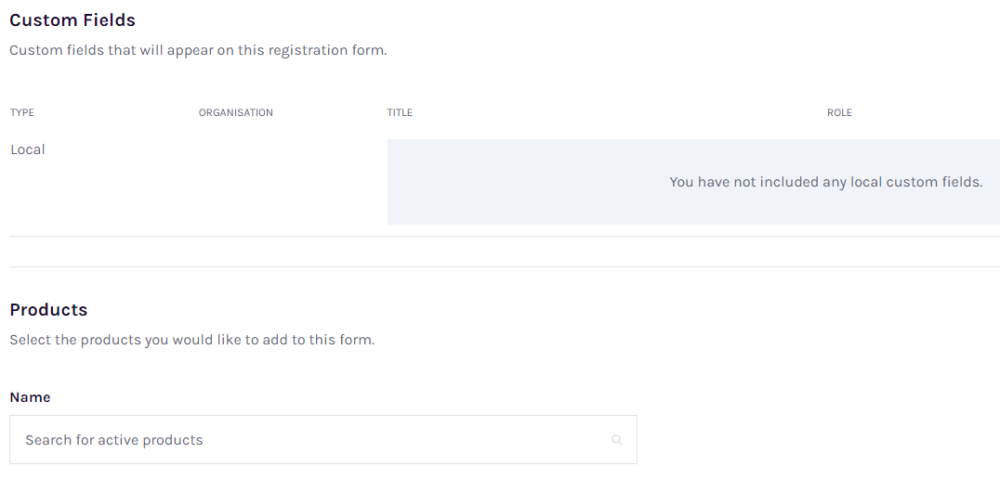 Custom Fields
Custom fields that will appear on this registration form.
TYPE ORGANISATION TITLE ROLE
Local
You have not included any local custom fields.
Products
Select the products you would like to add to this form.
Name
Search for active products